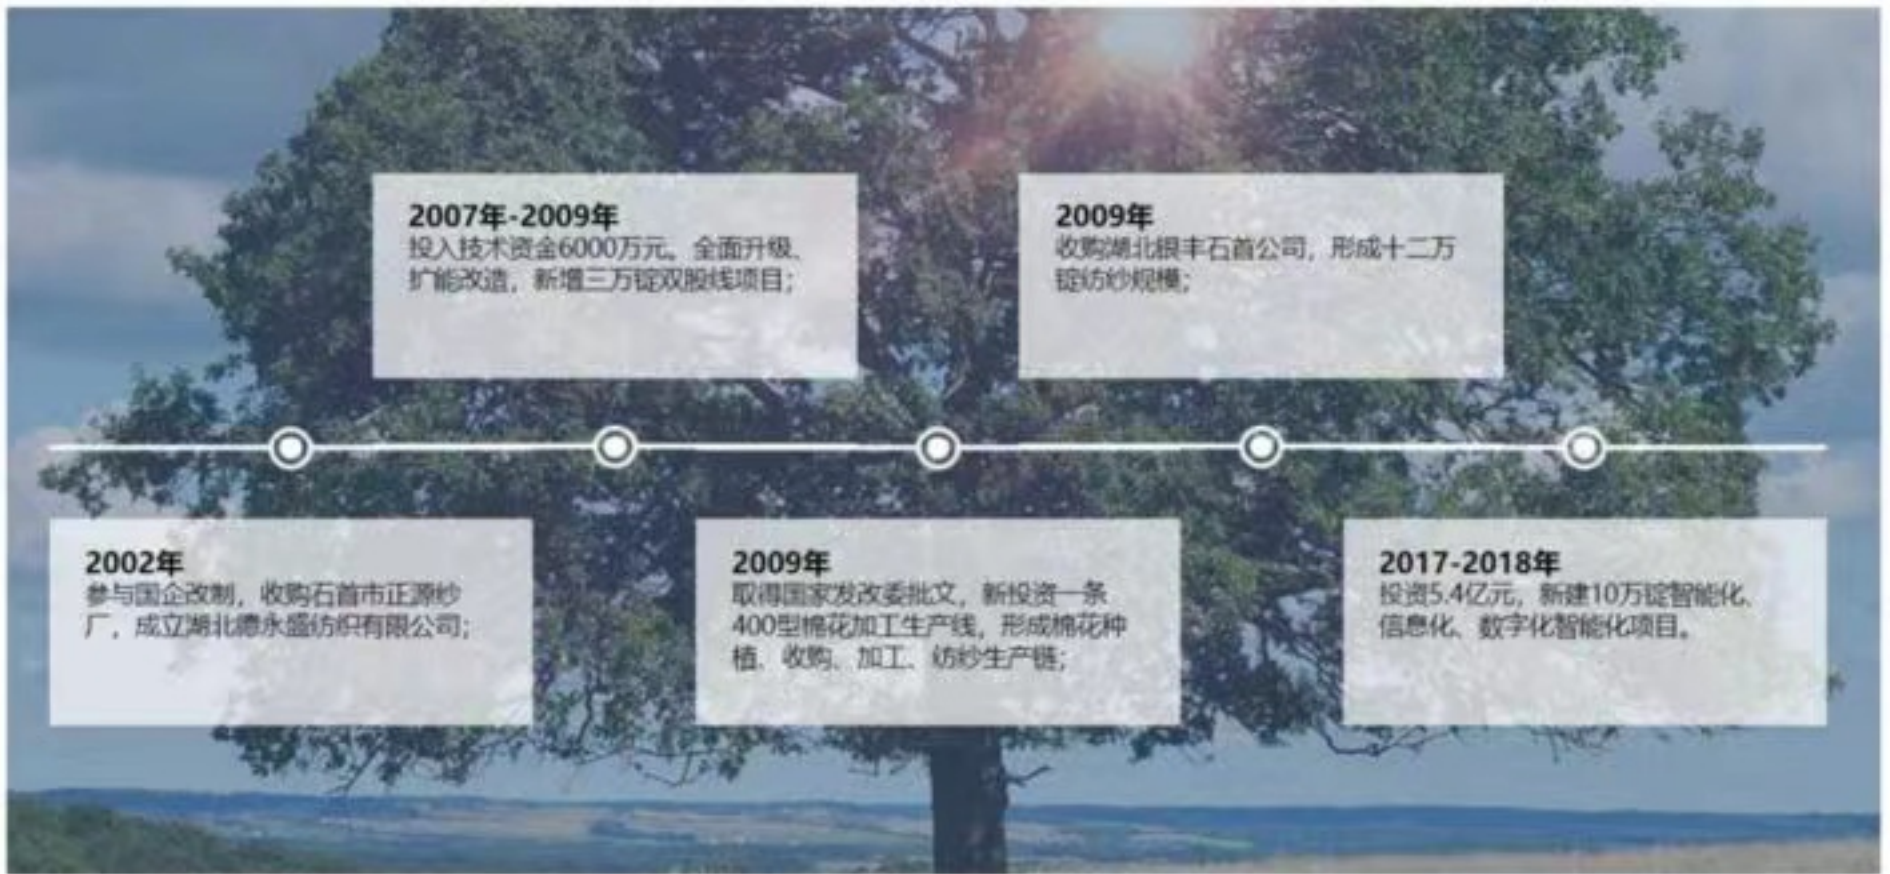 2007年-2009年
投入技术资金6000万元。全面升级、
扩能改造，新增三万锭双股线项目；
2009年
收购湖北银丰石首公司，形成十二万
锭纺纱规模；
2002年
参与国企改制，收购石首市正源纱
厂，成立湖北德永盛纺织有限公司；
2009年
取得国家发改委批文，新投资一条
400型棉花加工生产线，形成棉花种
植、收购、加工、纺纱生产链；
2017-2018年
投资5.4亿元，新建10万锭智能化、
信息化、数字化智能化项目。